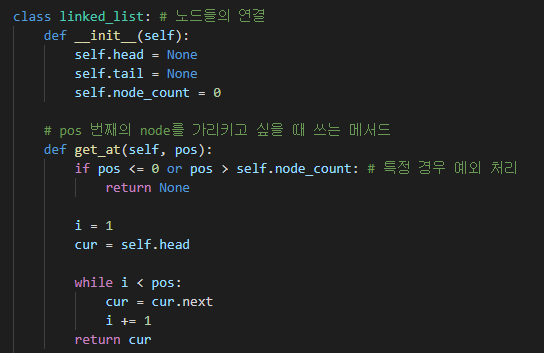 class linked_list: # 노드들의 연결
    def __init__(self):
        self.head = None
        self.tail = None
        self.node_count = 0

    # pos 번째의 node를 가리키고 싶을 때 쓰는 메서드
    def get_at(self, pos):
        if pos <= 0 or pos > self.node_count: # 특정 경우 예외 처리
            return None

        i = 1
        cur = self.head

        while i < pos:
            cur = cur.next
            i += 1
        return cur